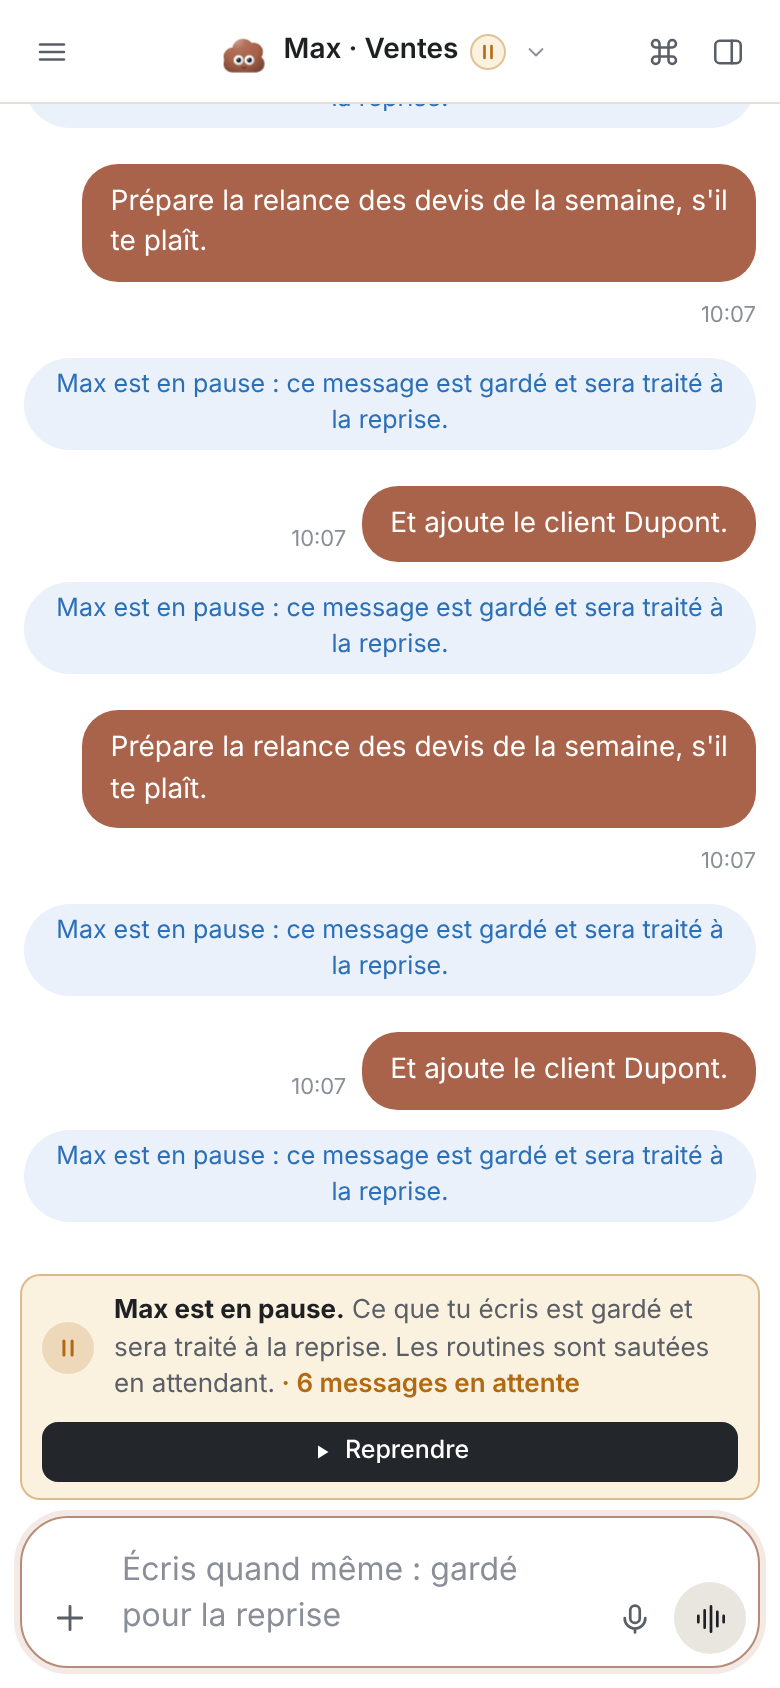 Max · Ventes
la reprise.
Prépare la relance des devis de la semaine, s'il
te plaît.
10:07
Max est en pause : ce message est gardé et sera traité à
la reprise.
10:07
Et ajoute le client Dupont.
Max est en pause : ce message est gardé et sera traité à
la reprise.
Prépare la relance des devis de la semaine, s'il
te plaît.
10:07
Max est en pause : ce message est gardé et sera traité à
la reprise.
10:07
Et ajoute le client Dupont.
Max est en pause : ce message est gardé et sera traité à
la reprise.
Max est en pause. Ce que tu écris est gardé et
sera traité à la reprise. Les routines sont sautées
en attendant. · 6 messages en attente
Reprendre
Écris quand même : gardé
pour la reprise